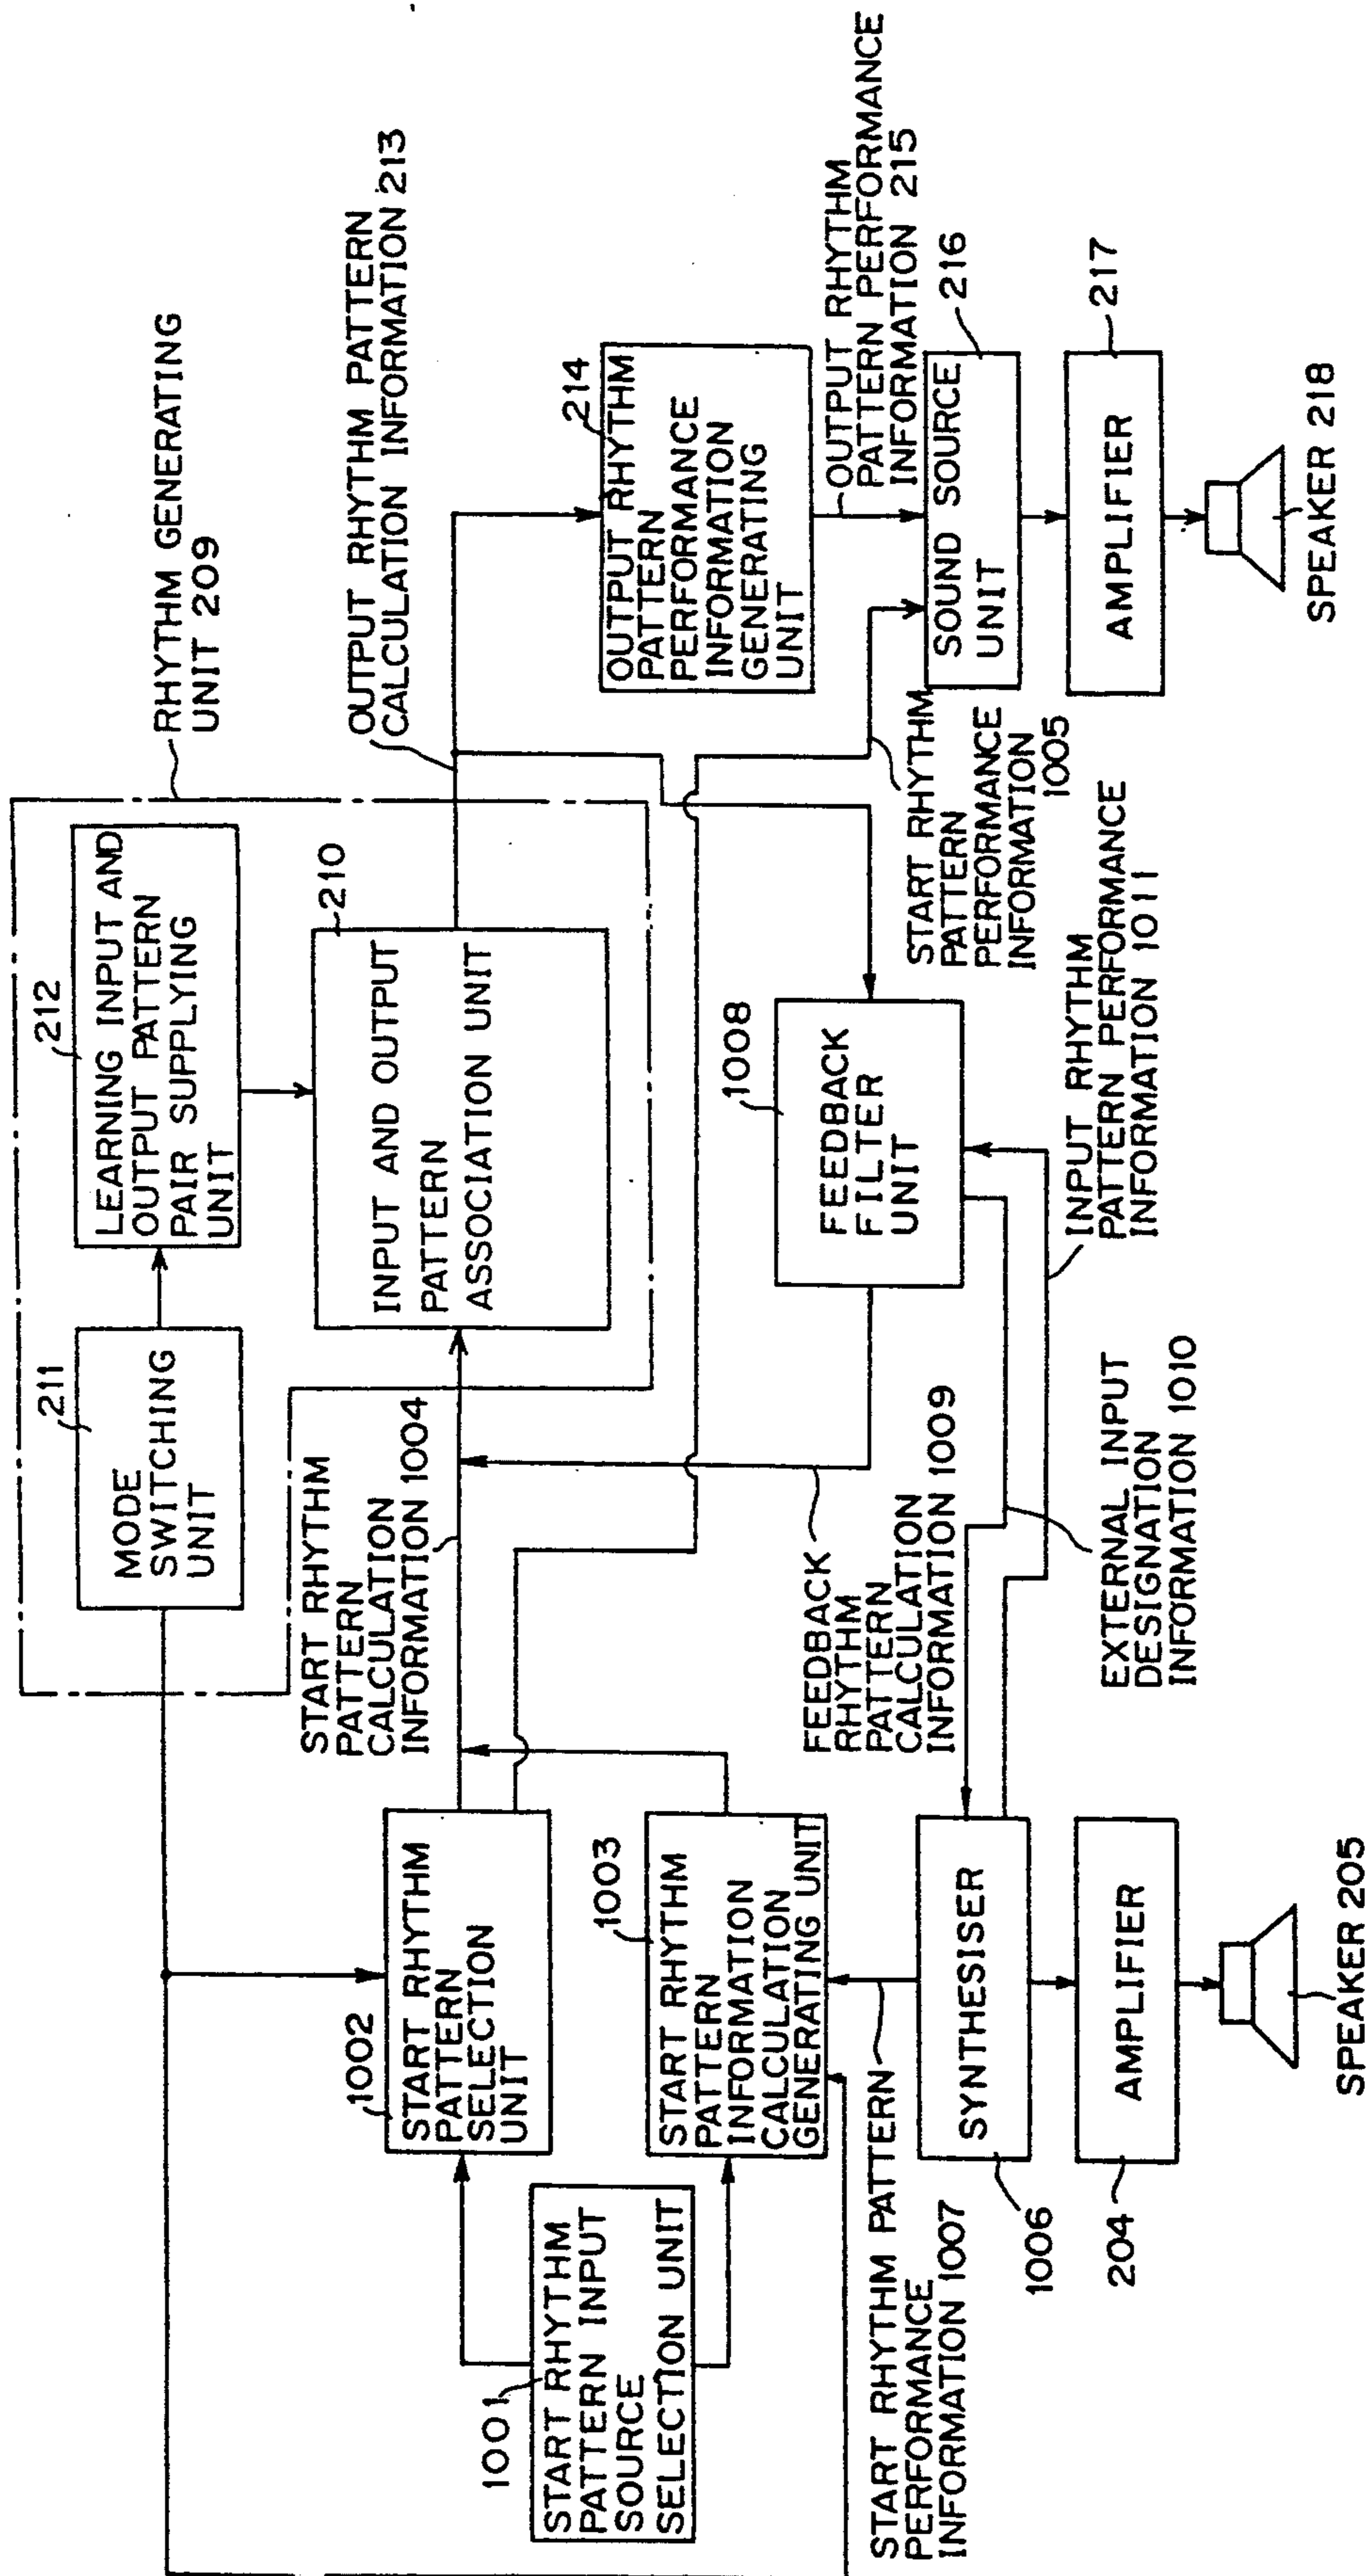 RHYTHM GENERATING
UNIT 209
211
MODE
SWITCHING
UNIT
212
LEARNING INPUT AND
OUTPUT PATTERN
PAIR SUPPLYING
UNIT
210
INPUT AND OUTPUT
PATTERN
ASSOCIATION UNIT
OUTPUT RHYTHM PATTERN
CALCULATION INFORMATION 213
START RHYTHM
PATTERN
CALCULATION
INFORMATION 1004
1002
START RHYTHM
PATTERN
SELECTION
UNIT
1001
START RHYTHM
PATTERN INPUT
SOURCE
SELECTION UNIT
1003
START RHYTHM
PATTERN
INFORMATION
CALCULATION
GENERATING UNIT
214
OUTPUT RHYTHM
PATTERN
PERFORMANCE
INFORMATION
GENERATING
UNIT
OUTPUT RHYTHM
PATTERN PERFORMANCE
INFORMATION 215
1008
FEEDBACK
FILTER
UNIT
FEEDBACK
RHYTHM
PATTERN
CALCULATION
INFORMATION 1009
START RHYTHM
PATTERN
PERFORMANCE
INFORMATION
1005
SOUND SOURCE
UNIT
216
START RHYTHM PATTERN
PERFORMANCE
INFORMATION 1007
SYNTHESISER
1006
EXTERNAL INPUT
DESIGNATION
INFORMATION 1010
INPUT RHYTHM
PATTERN PERFORMANCE
INFORMATION 1011
AMPLIFIER
204
AMPLIFIER
217
SPEAKER 205
SPEAKER 218